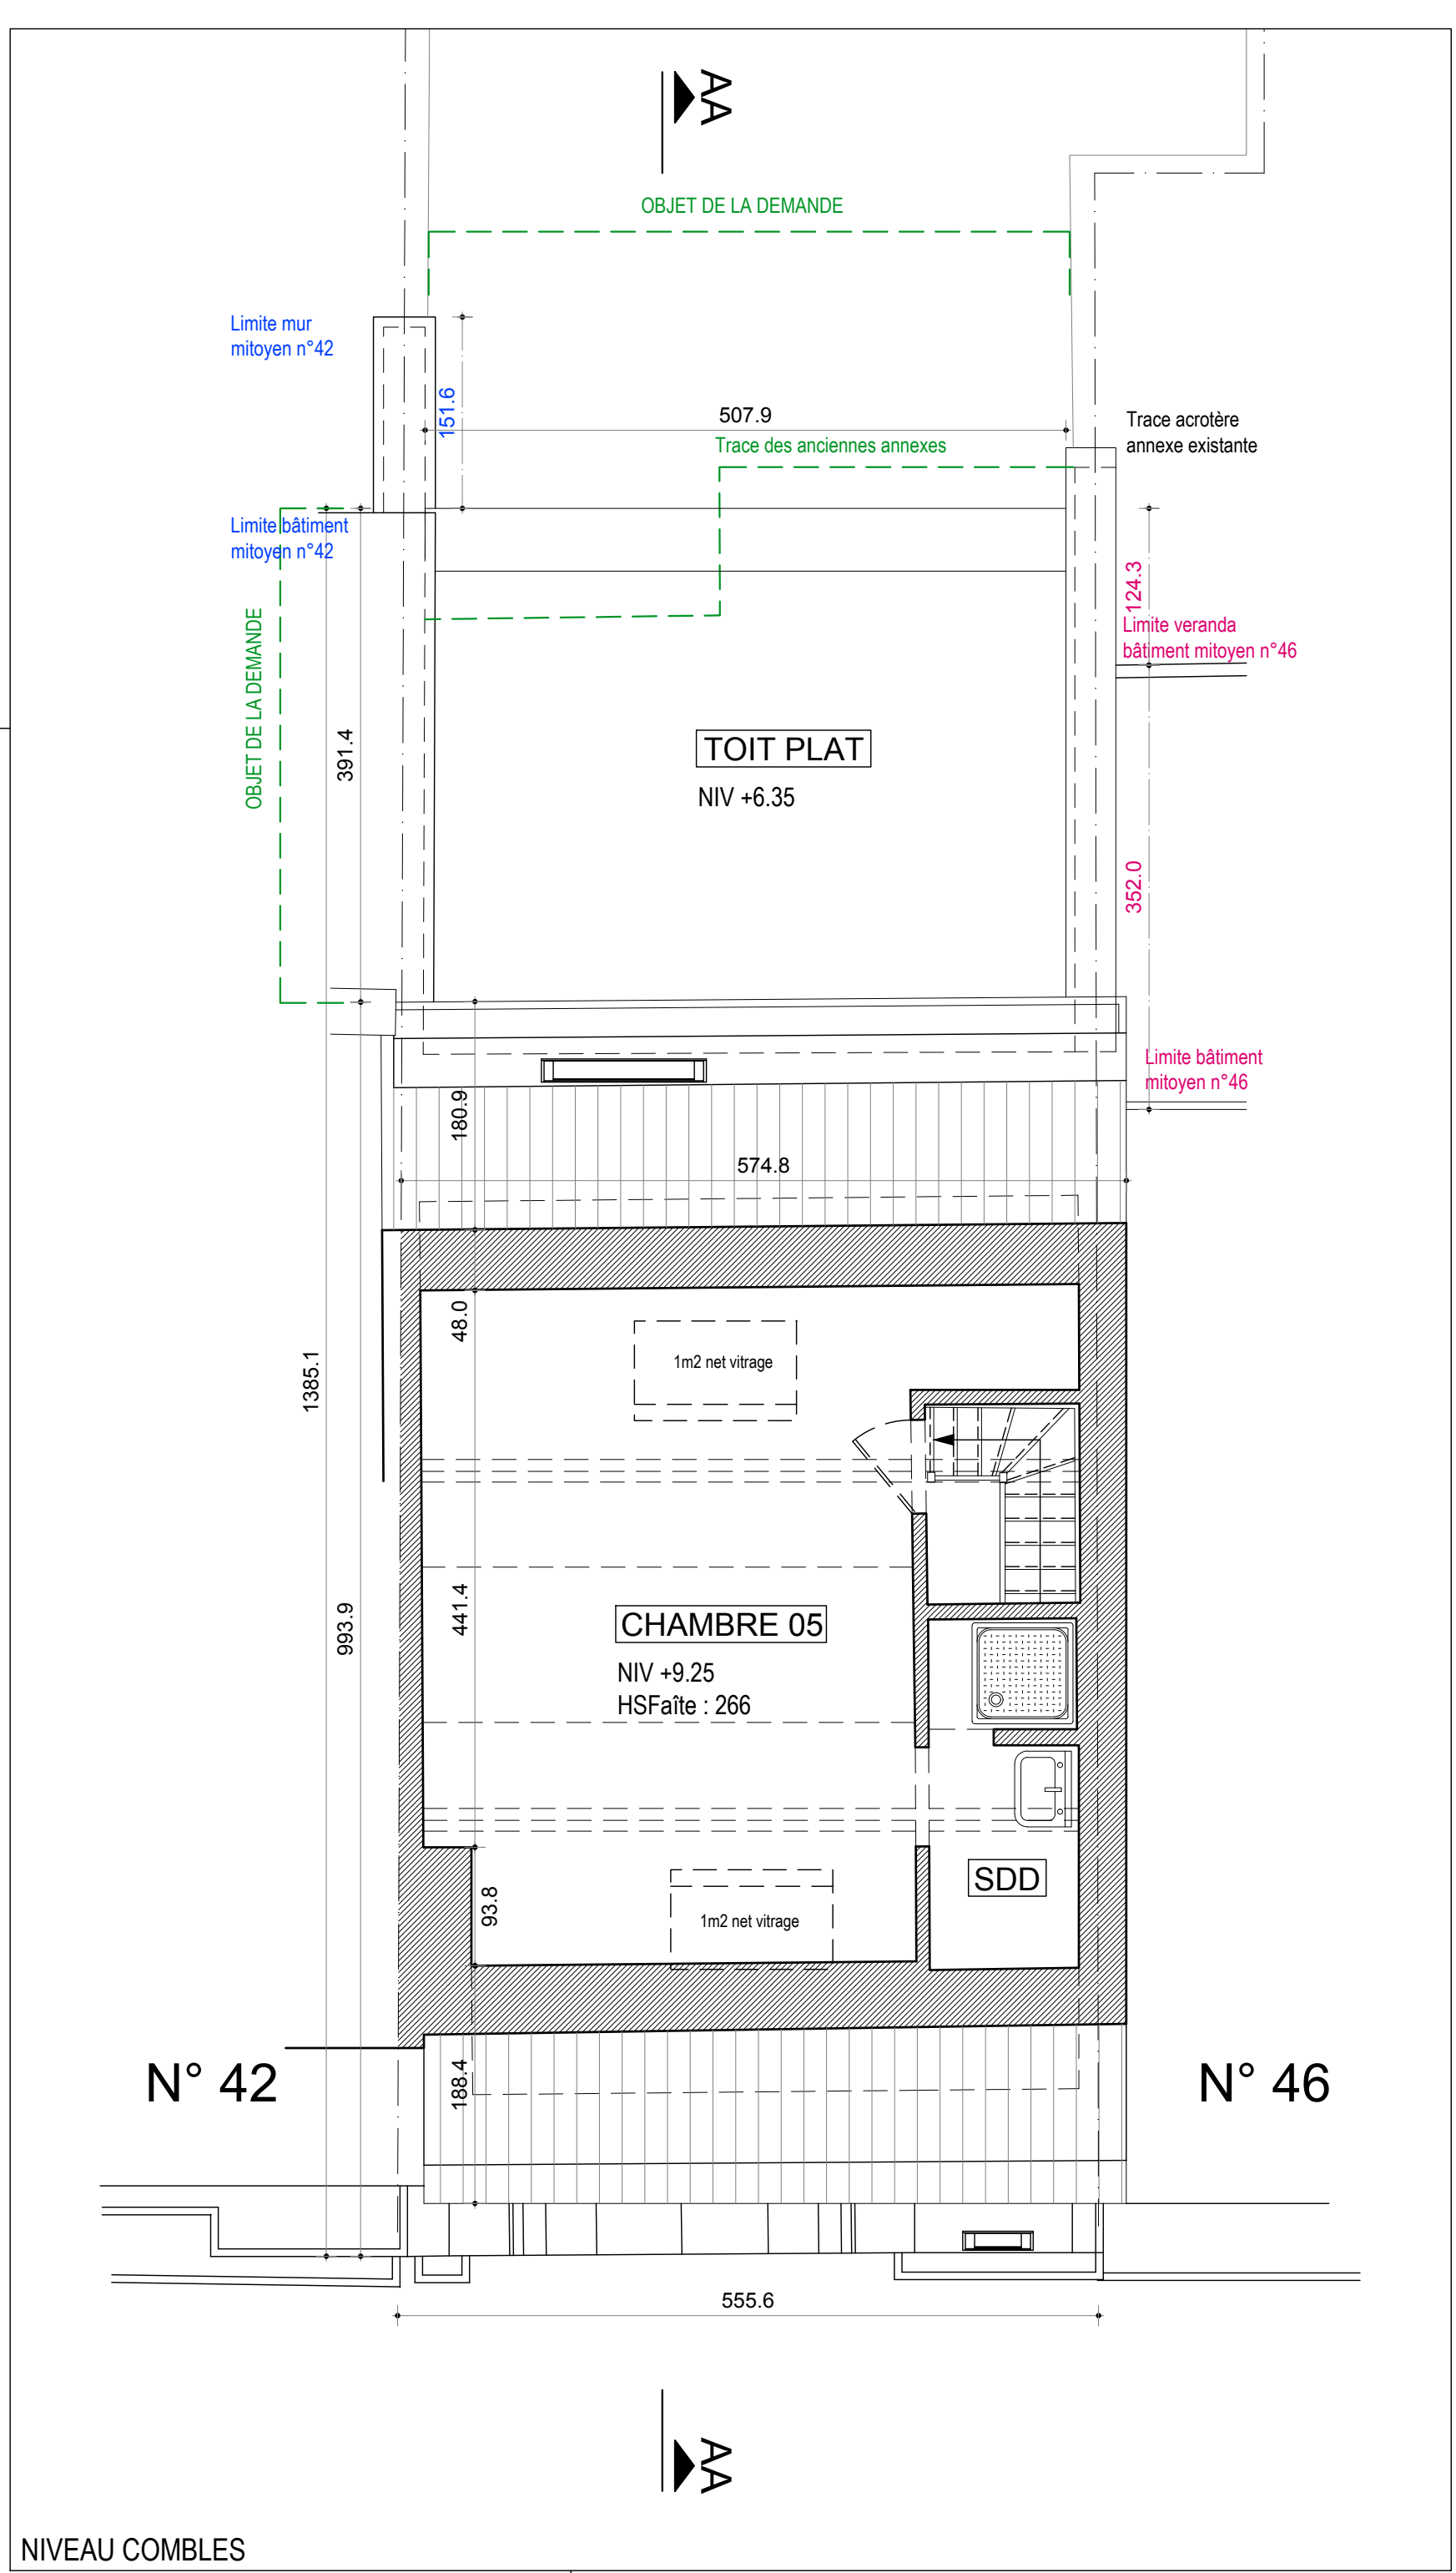 AA
OBJET DE LA DEMANDE
Limite mur
mitoyen n°42
151.6
507.9
Trace acrotère
annexe existante
Trace des anciennes annexes
Limite bâtiment
mitoyen n°42
124.3
Limite veranda
bâtiment mitoyen n°46
OBJET DE LA DEMANDE
391.4
TOIT PLAT
NIV +6.35
352.0
Limite bâtiment
mitoyen n°46
180.9
574.8
48.0
1m2 net vitrage
1385.1
993.9
441.4
CHAMBRE 05
NIV +9.25
HSFaîte : 266
93.8
1m2 net vitrage
SDD
N° 42
188.4
N° 46
555.6
AA
NIVEAU COMBLES